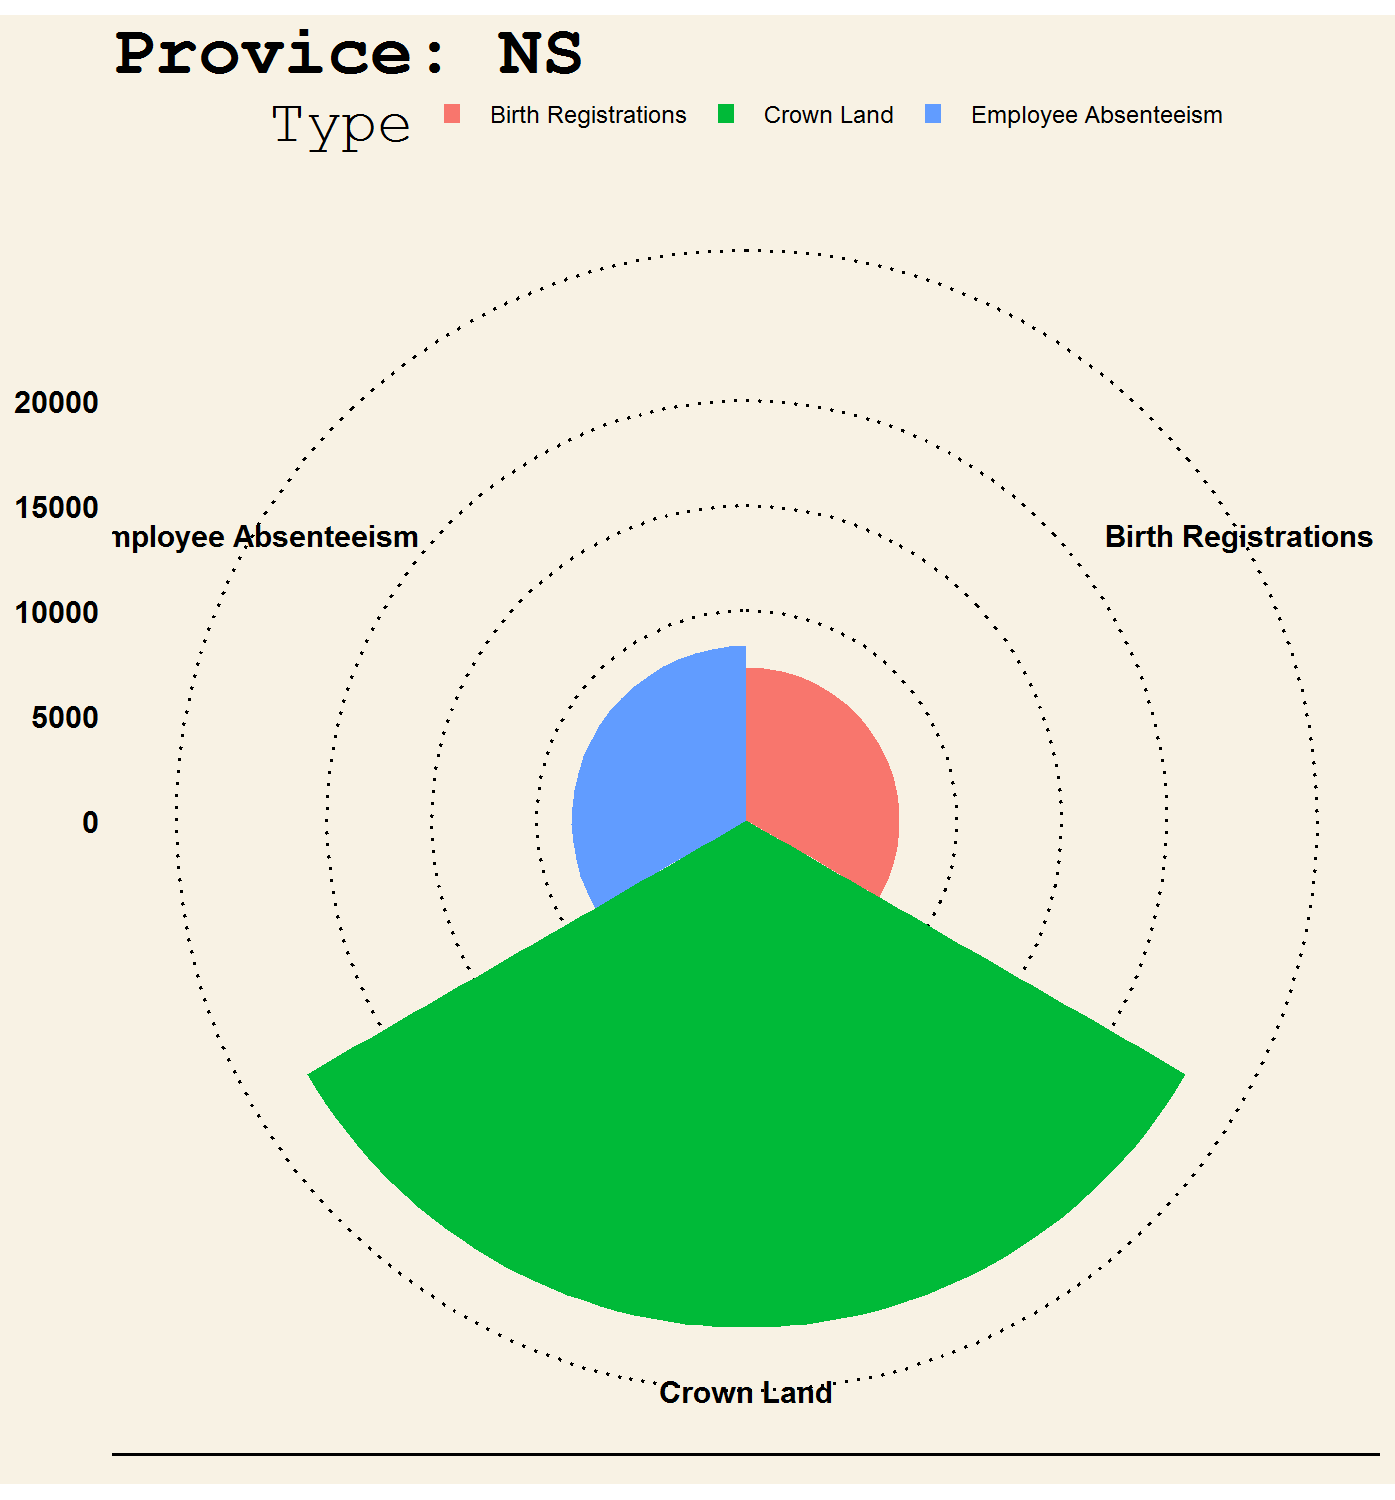 Provice: NS
Type Birth Registrations Crown Land Employee Absenteeism
20000
15000
mployee Absenteeism Birth Registrations
10000
5000
0
Crown Land